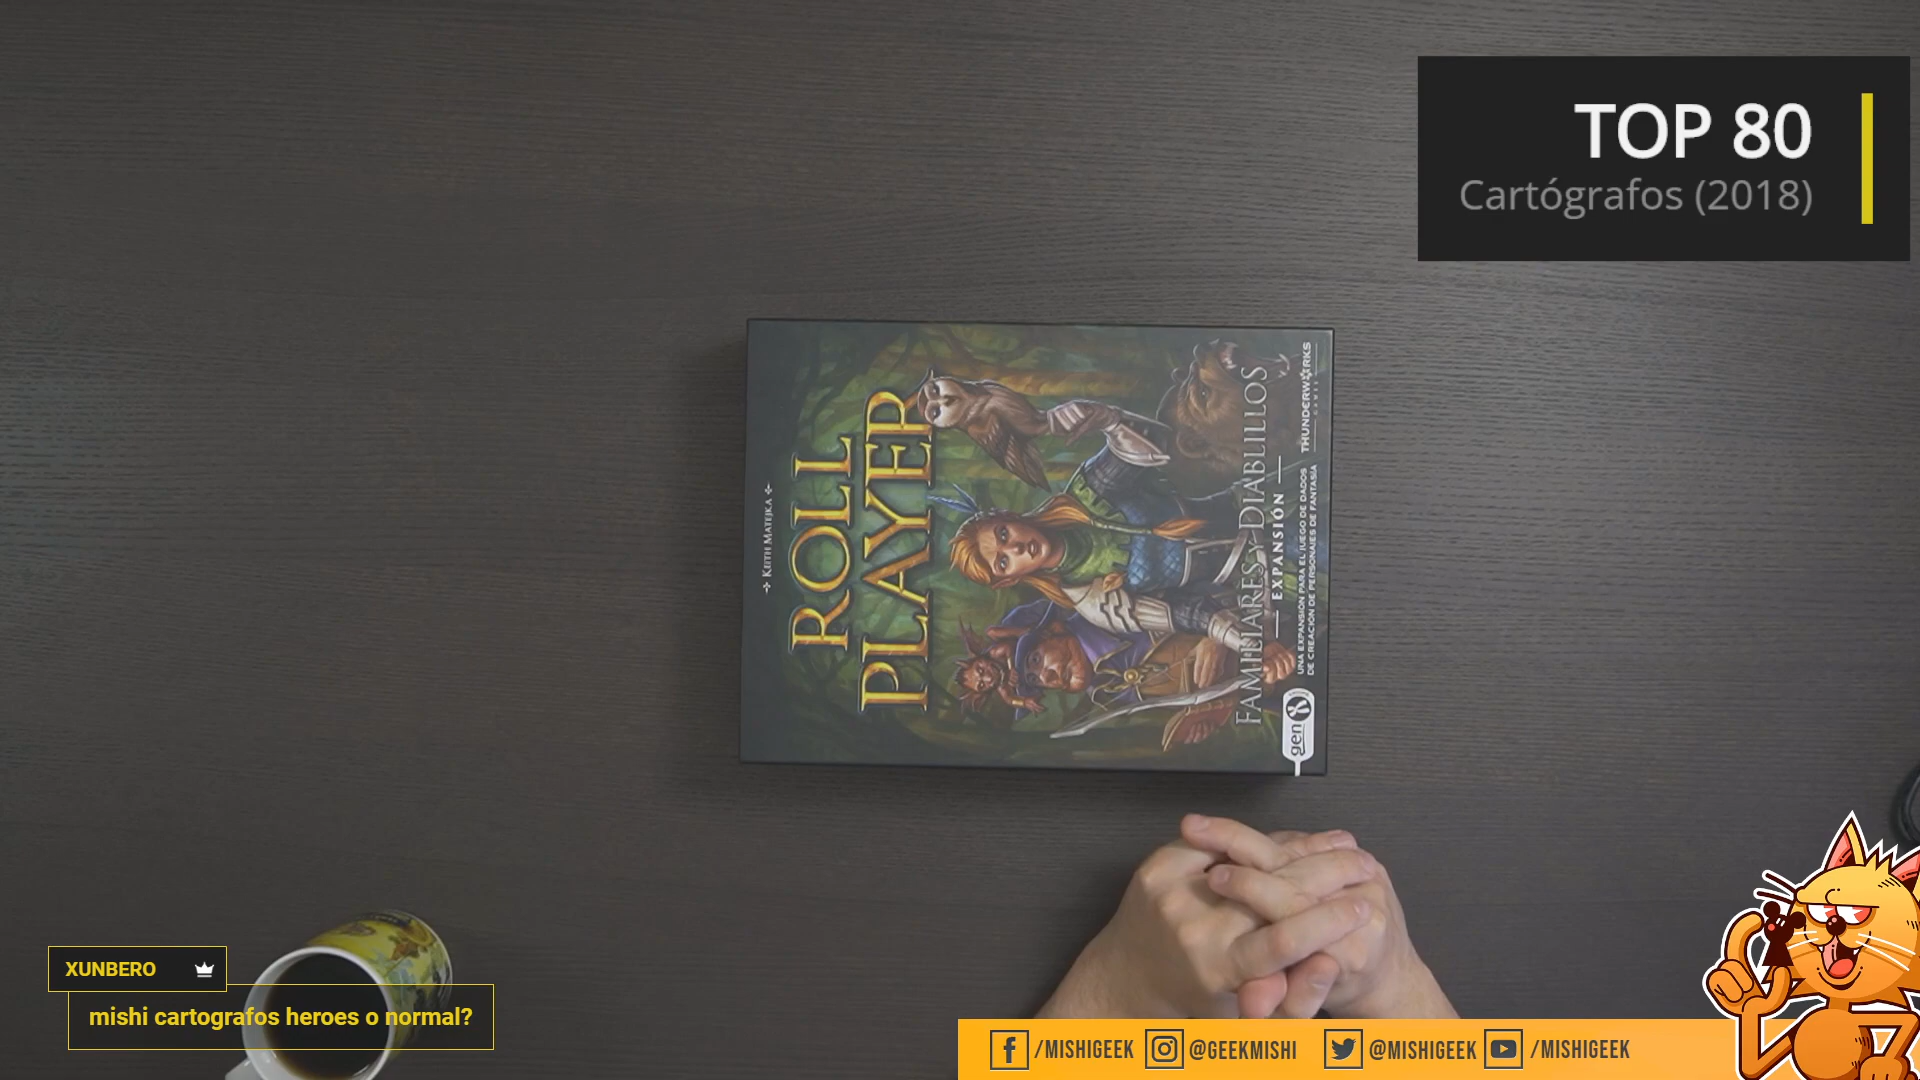 TOP 80
Cartógrafos (2018)
KEITH MATEJKA
ROLL
PLAYER
FAMILIARES Y DIABLILLOS
EXPANSIÓN
UNA EXPANSIÓN PARA EL JUEGO DE DADOS
DE CREACIÓN DE PERSONAJES DE FANTASÍA
THUNDERWORKS
GAMES
gen X
XUNBERO
mishi cartografos heroes o normal?
/MISHIGEEK
@GEEKMISHI
@MISHIGEEK
/MISHIGEEK